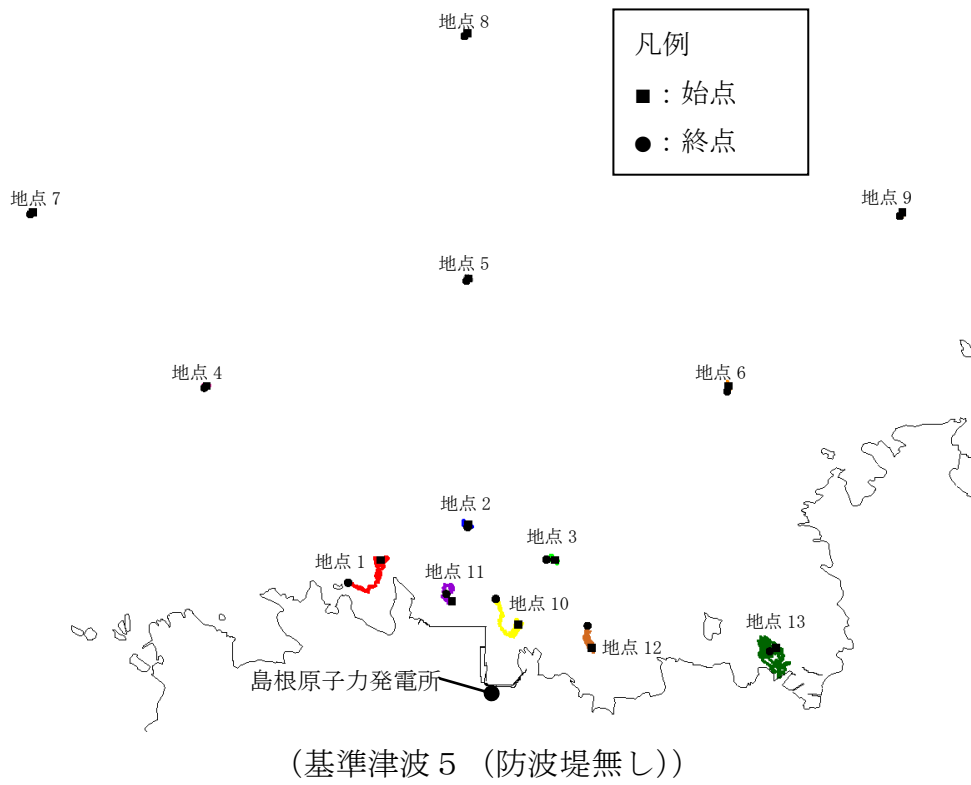 地点 8
凡例
■：始点
●：終点
地点 7
地点 9
地点 5
地点 4
地点 6
地点 2
地点 3
地点 1
地点 11
地点 10
地点 13
地点 12
島根原子力発電所
（基準津波５（防波堤無し））